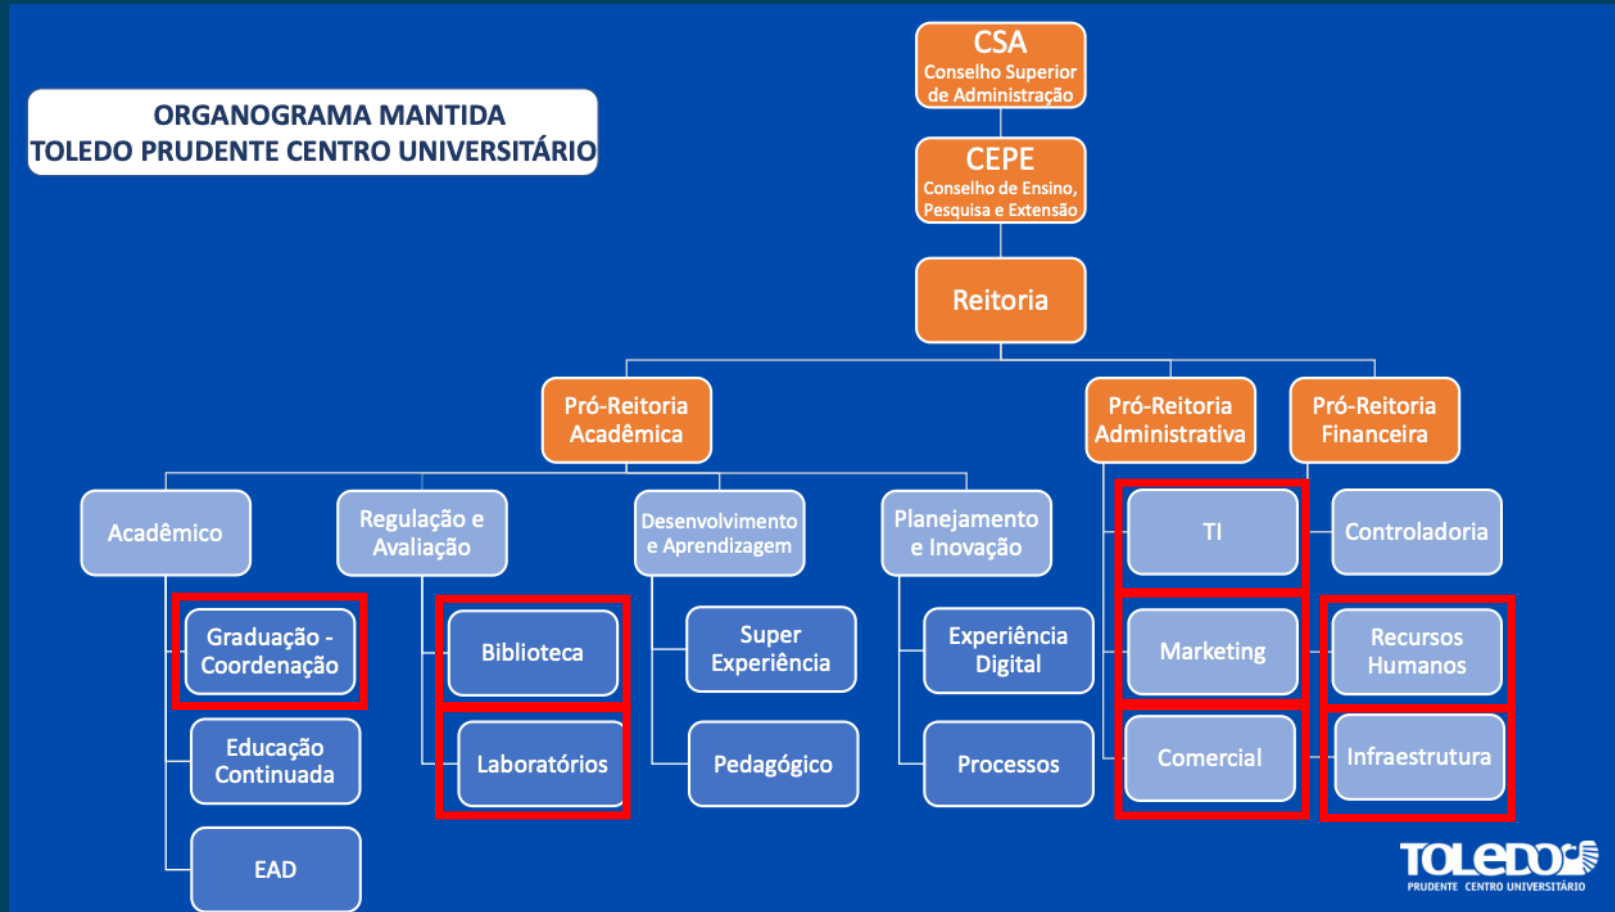 CSA
Conselho Superior
de Administração
ORGANOGRAMA MANTIDA
TOLEDO PRUDENTE CENTRO UNIVERSITÁRIO
CEPE
Conselho de Ensino,
Pesquisa e Extensão
Reitoria
Pró-Reitoria
Acadêmica
Pró-Reitoria
Administrativa
Pró-Reitoria
Financeira
Acadêmico
Regulação e
Avaliação
Desenvolvimento
e Aprendizagem
Planejamento
e Inovação
TI
Controladoria
Graduação -
Coordenação
Biblioteca
Super
Experiência
Experiência
Digital
Marketing
Recursos
Humanos
Educação
Continuada
Laboratórios
Pedagógico
Processos
Comercial
Infraestrutura
EAD
TOLEDO
PRUDENTE CENTRO UNIVERSITÁRIO